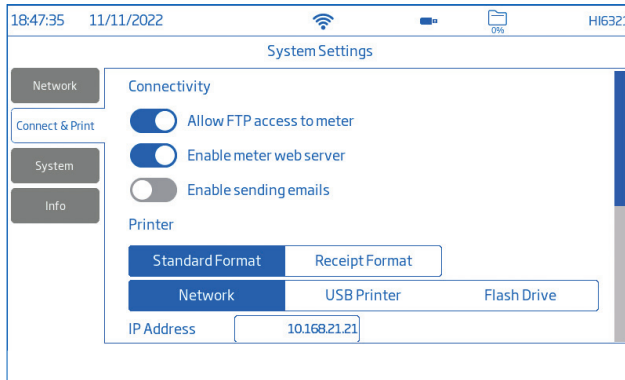 18:47:35 11/11/2022 0% HI6321
System Settings
Network
Connect & Print
System
Info
Connectivity
Allow FTP access to meter
Enable meter web server
Enable sending emails
Printer
Standard Format Receipt Format
Network USB Printer Flash Drive
IP Address 10.168.21.21